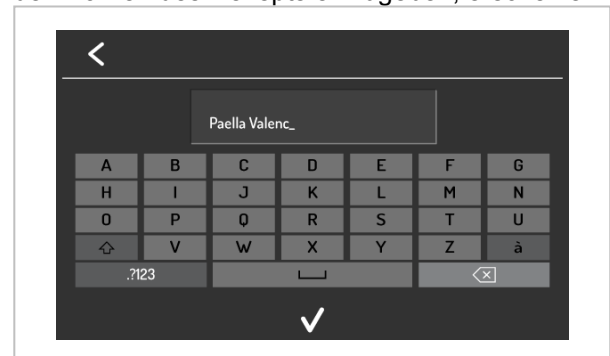 Paella Valenc_
A B C D E F G
H I J K L M N
O P Q R S T U
V W X Y Z à
.?123